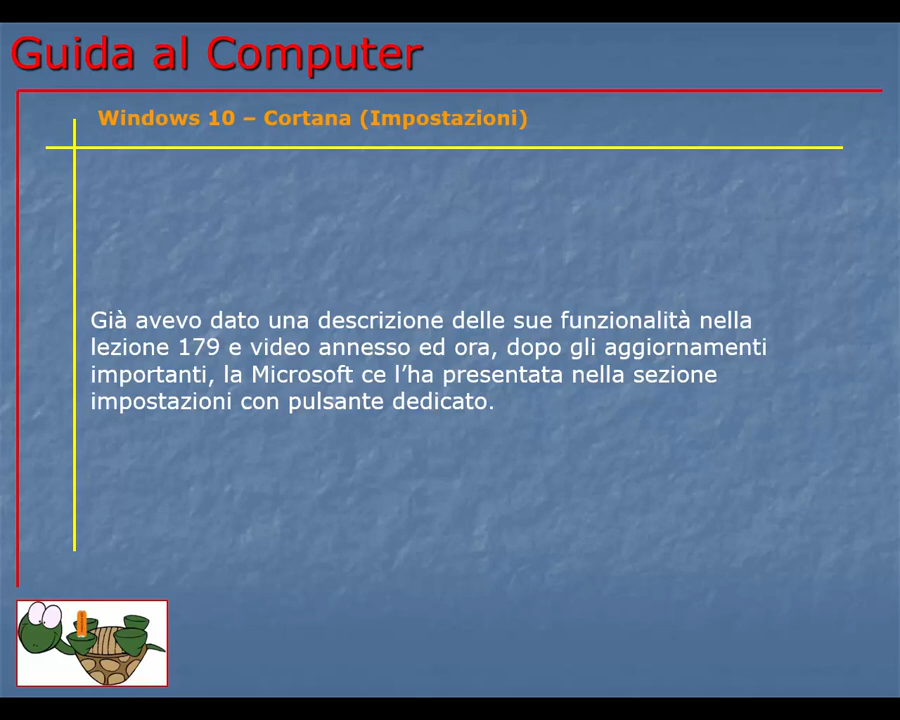 Guida al Computer
Windows 10 – Cortana (Impostazioni)
Già avevo dato una descrizione delle sue funzionalità nella
lezione 179 e video annesso ed ora, dopo gli aggiornamenti
importanti, la Microsoft ce l’ha presentata nella sezione
impostazioni con pulsante dedicato.